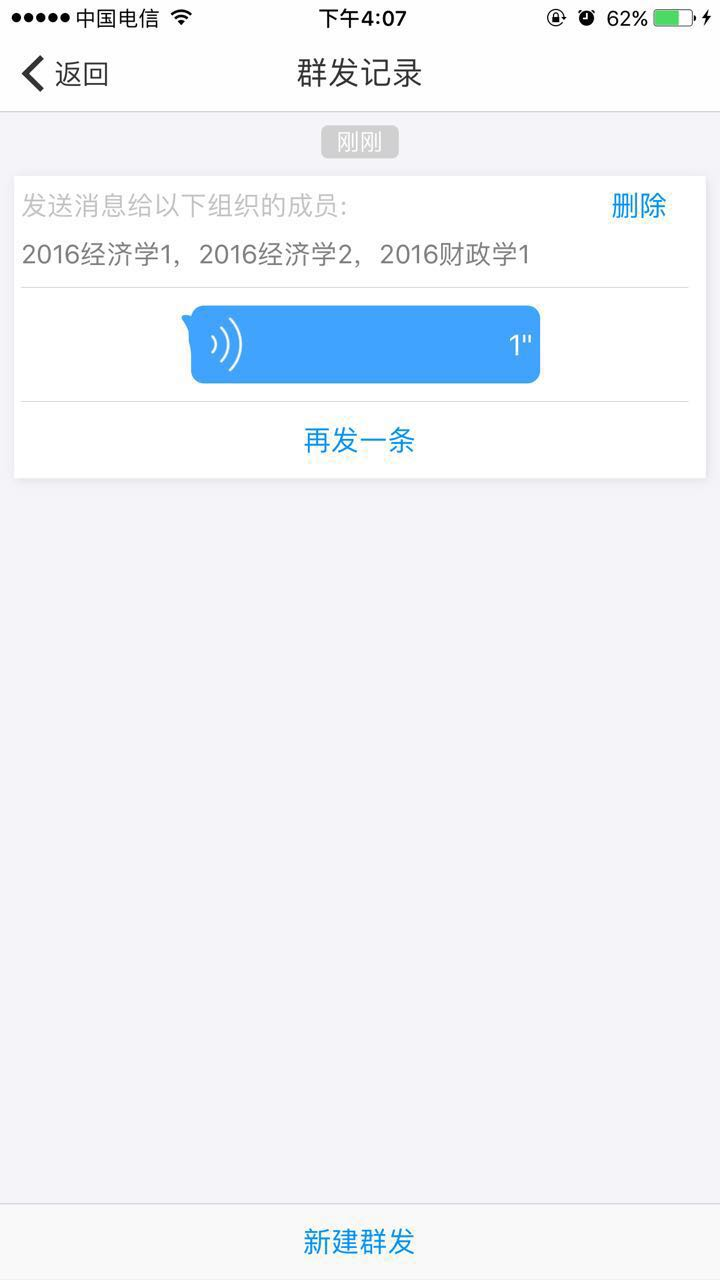 中国电信 下午4:07 62%
返回 群发记录
刚刚
发送消息给以下组织的成员: 删除
2016经济学1, 2016经济学2, 2016财政学1
1"
再发一条
新建群发